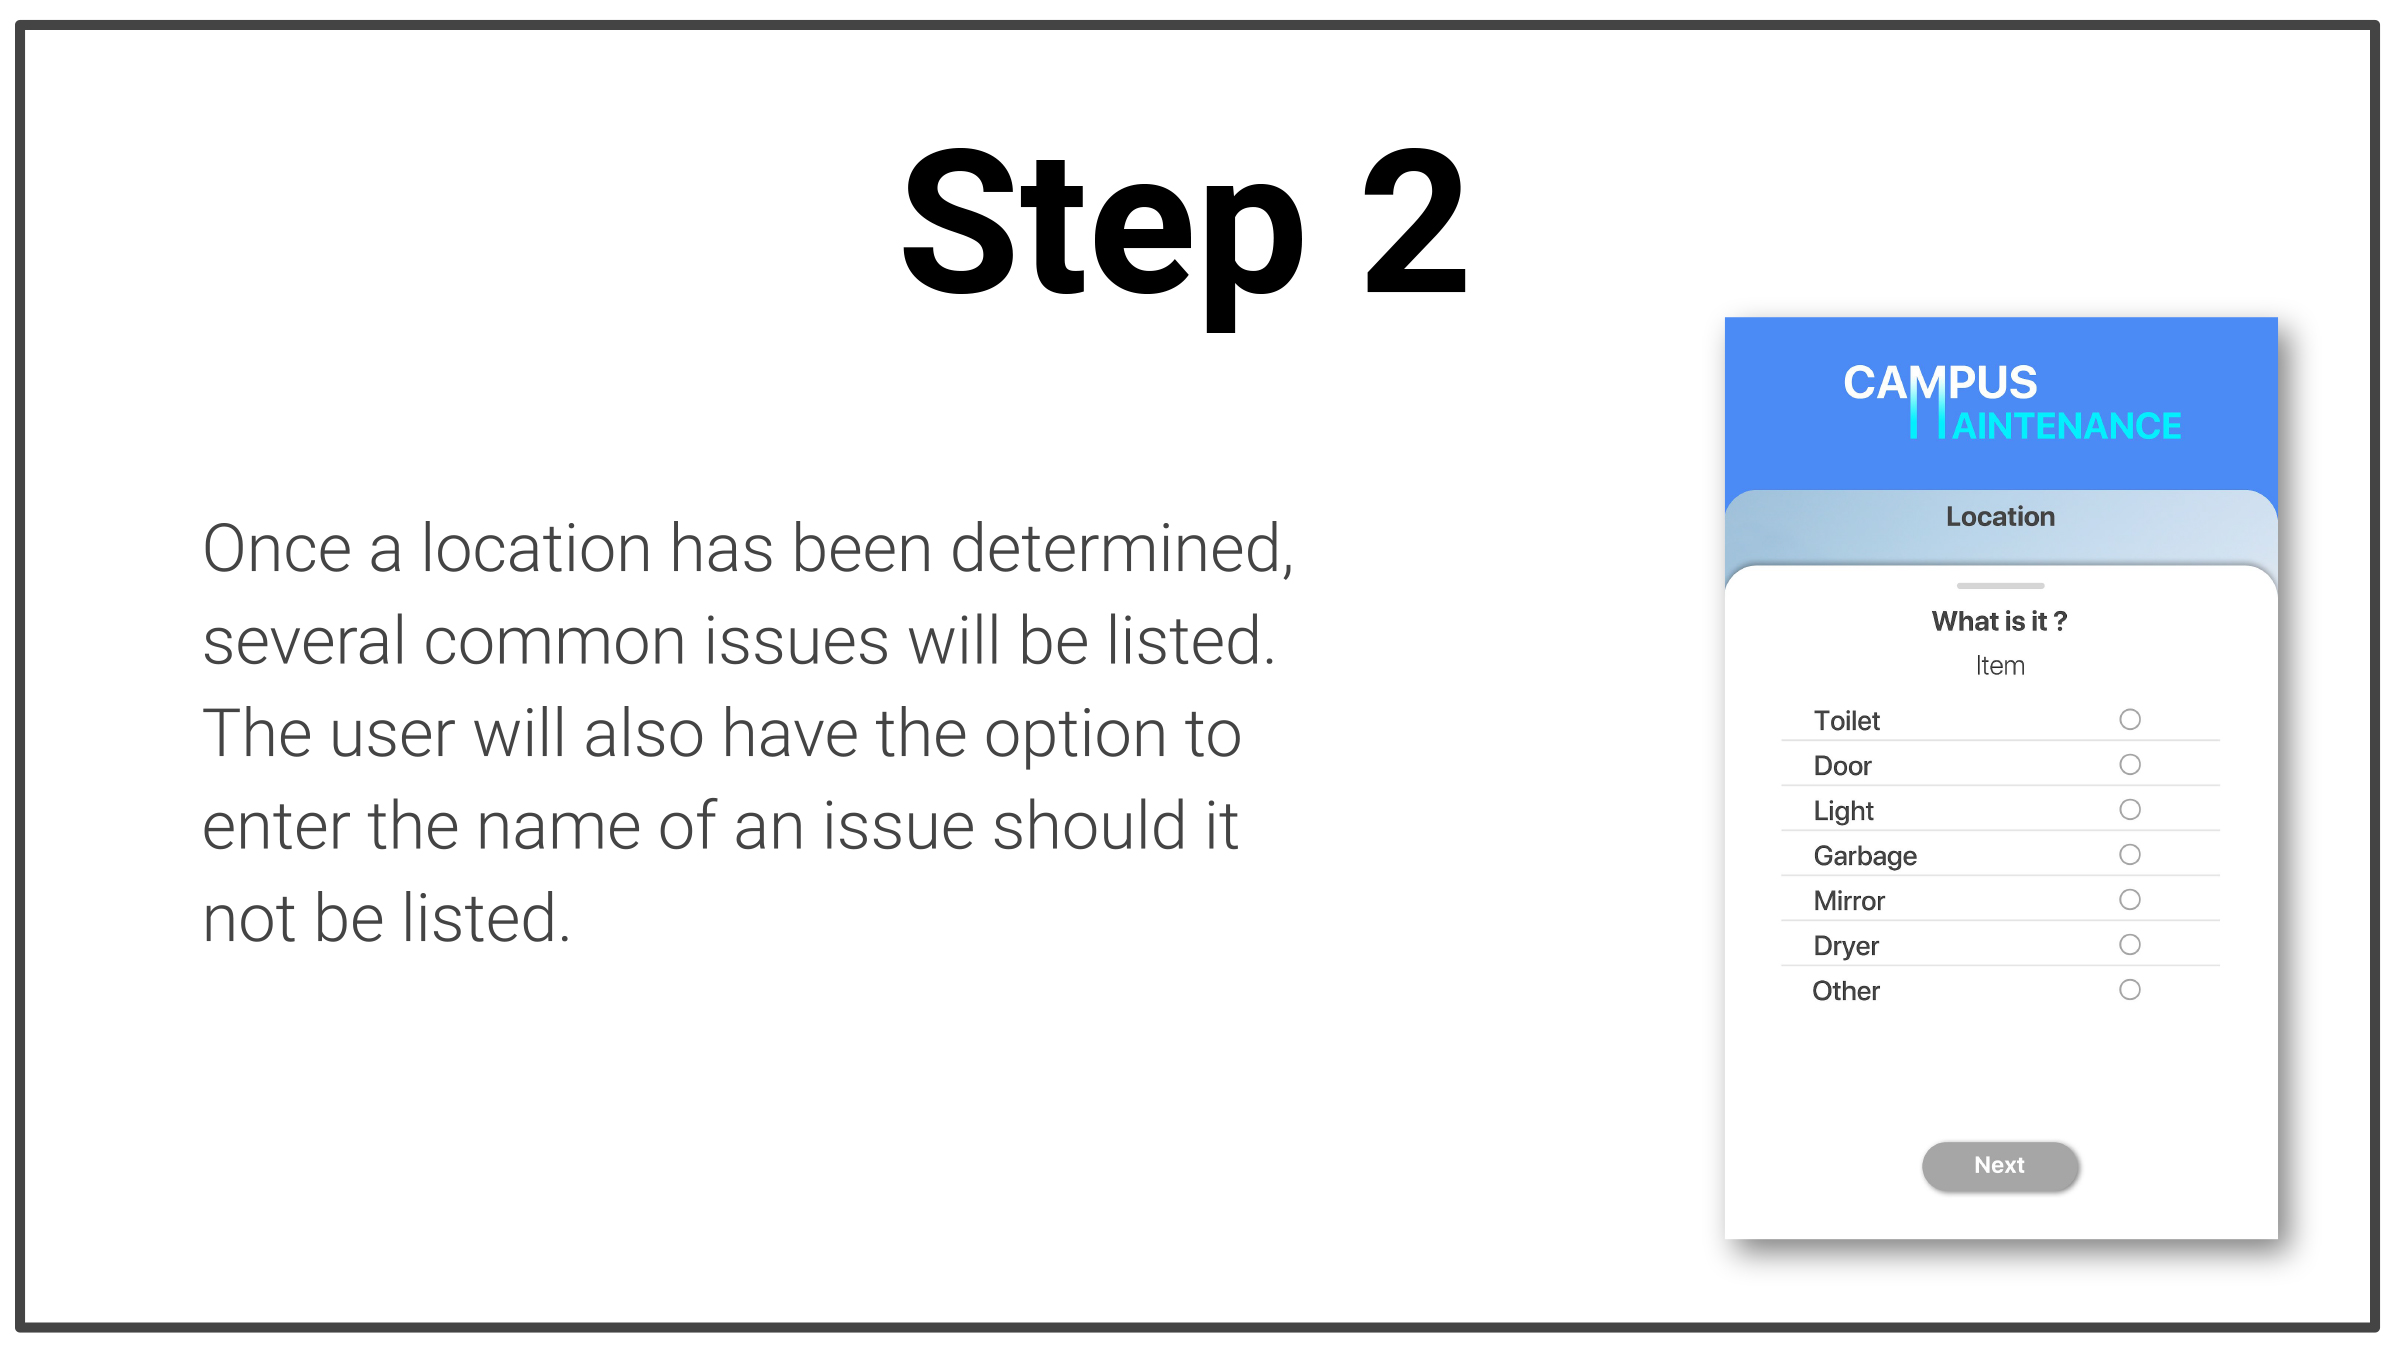 Step 2
Once a location has been determined,
several common issues will be listed.
The user will also have the option to
enter the name of an issue should it
not be listed.
CAMPUS
MAINTENANCE
Location
What is it ?
Item
Toilet
Door
Light
Garbage
Mirror
Dryer
Other
Next